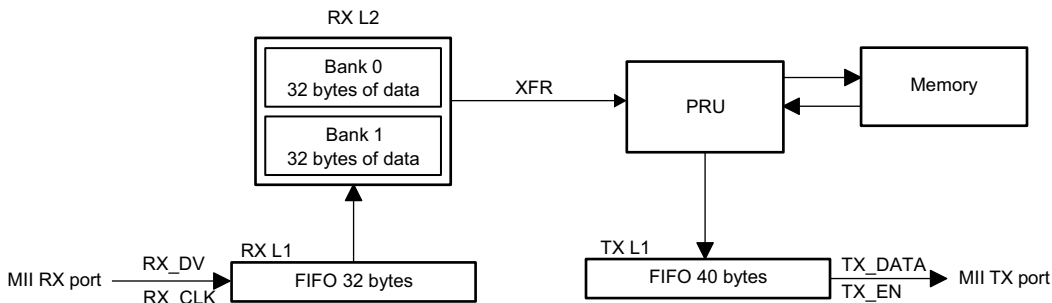 RX L2
Bank 0
32 bytes of data
Bank 1
32 bytes of data
XFR
PRU
Memory
RX L1
TX L1
MII RX port
RX_DV
RX_CLK
FIFO 32 bytes
FIFO 40 bytes
TX_DATA
TX_EN
MII TX port